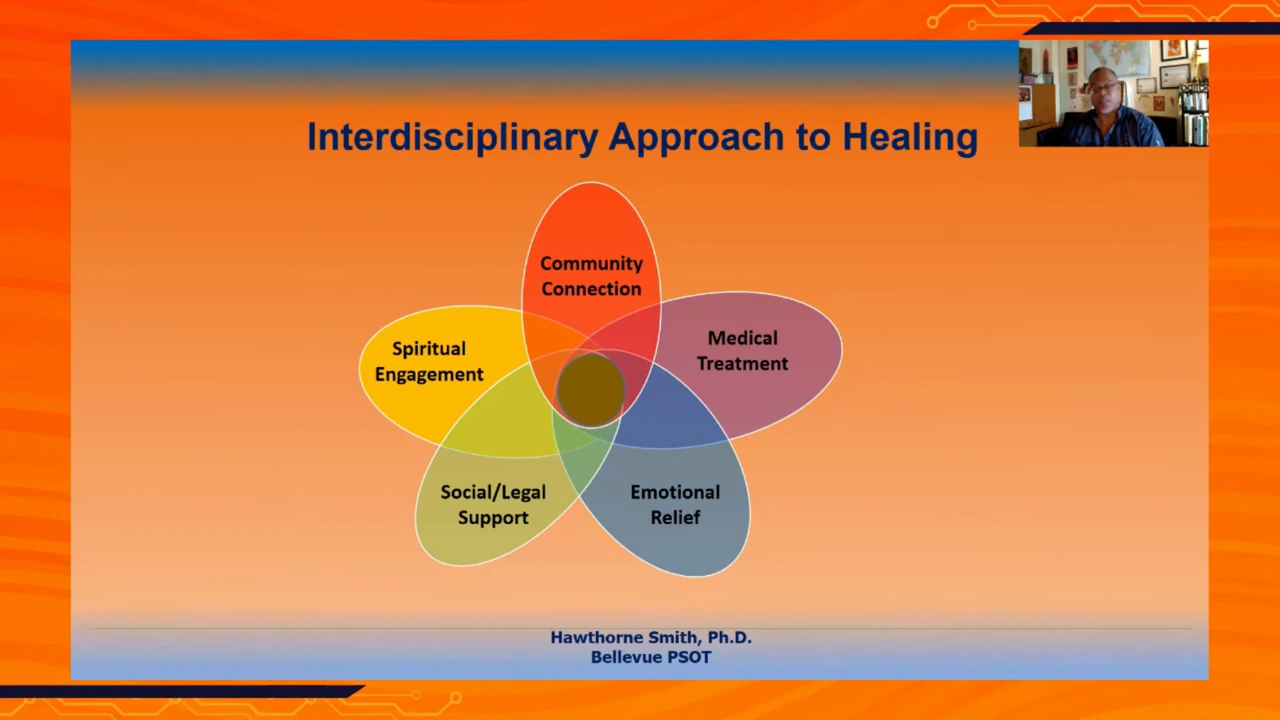 Interdisciplinary Approach to Healing
Community
Connection
Medical
Treatment
Spiritual
Engagement
Social/Legal
Support
Emotional
Relief
Hawthorne Smith, Ph.D.
Bellevue PSOT